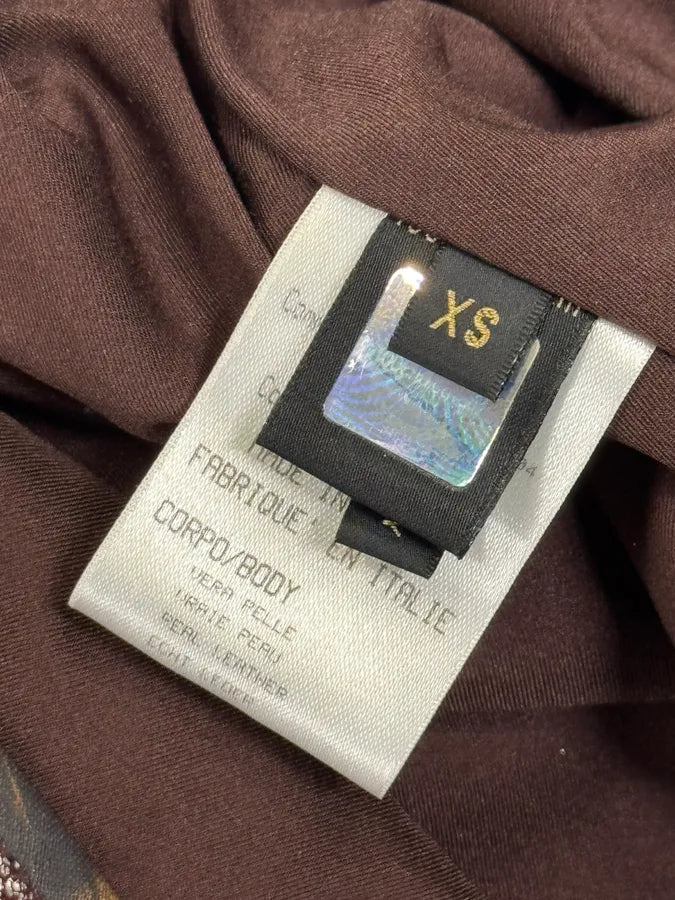 XS
MADE IN
FABRIQUE' EN ITALIE
CORPO/BODY
VERA PELLE
VRAIE PEAU
REAL LEATHER
ECHT LEDER